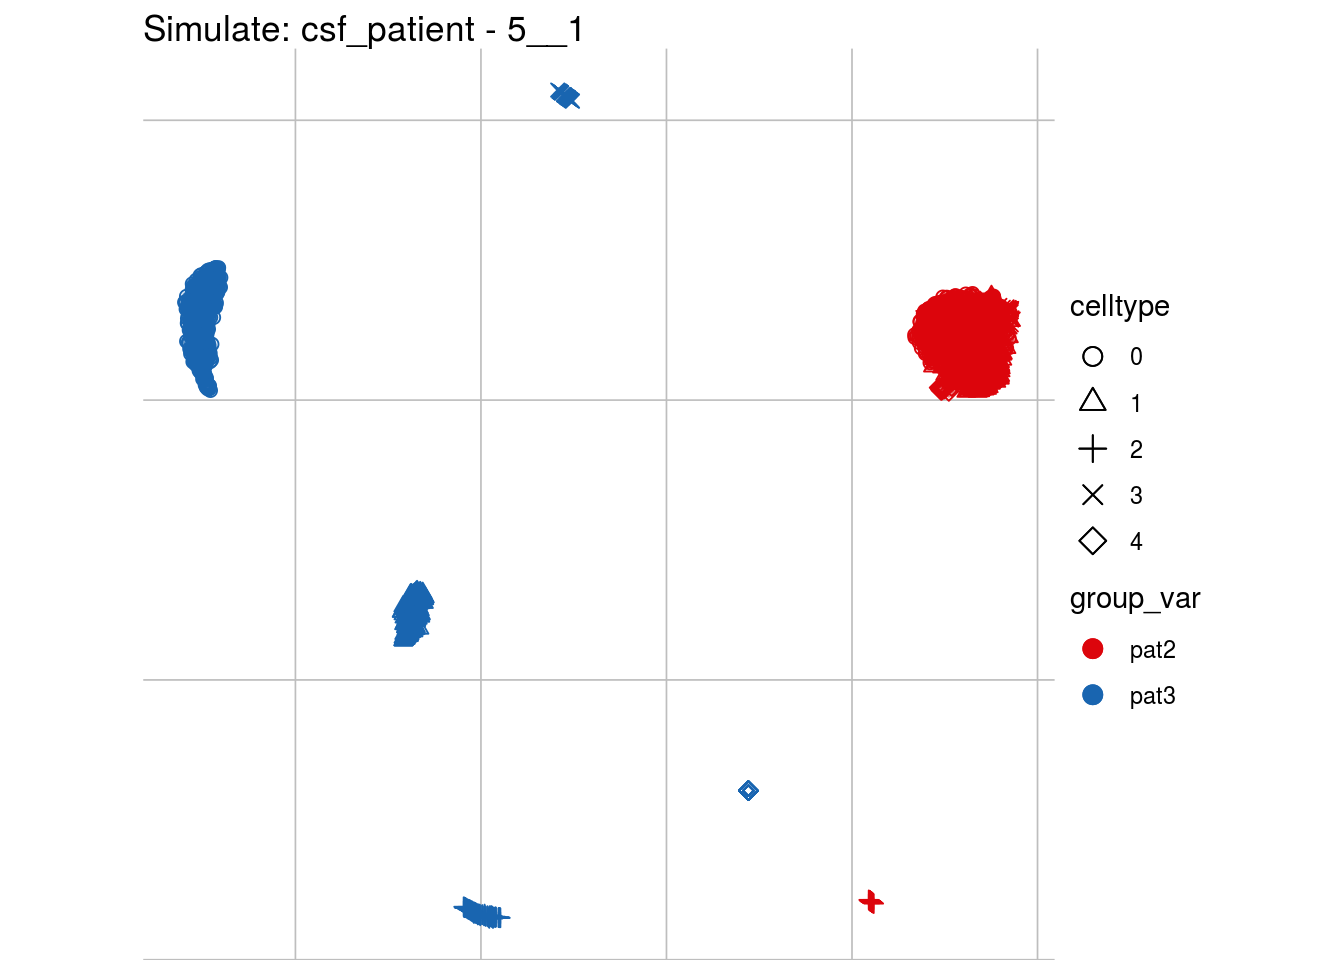 Simulate: csf_patient - 5__1
celltype
0
1
2
3
4
group_var
pat2
pat3